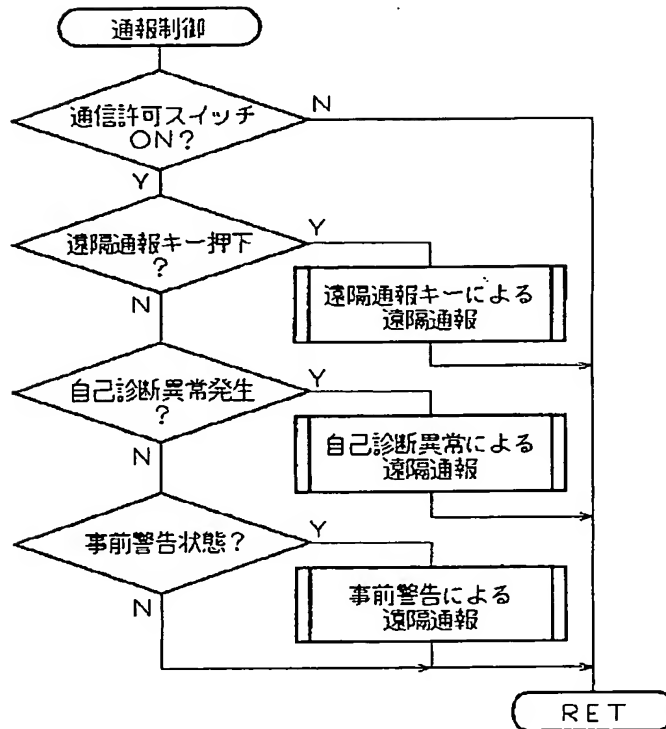 通報制御
通信許可スイッチ
ON?
N
Y
遠隔通報キー押下
?
Y
N
遠隔通報キーによる
遠隔通報
自己診断異常発生
?
Y
N
自己診断異常による
遠隔通報
事前警告状態?
Y
N
事前警告による
遠隔通報
RET